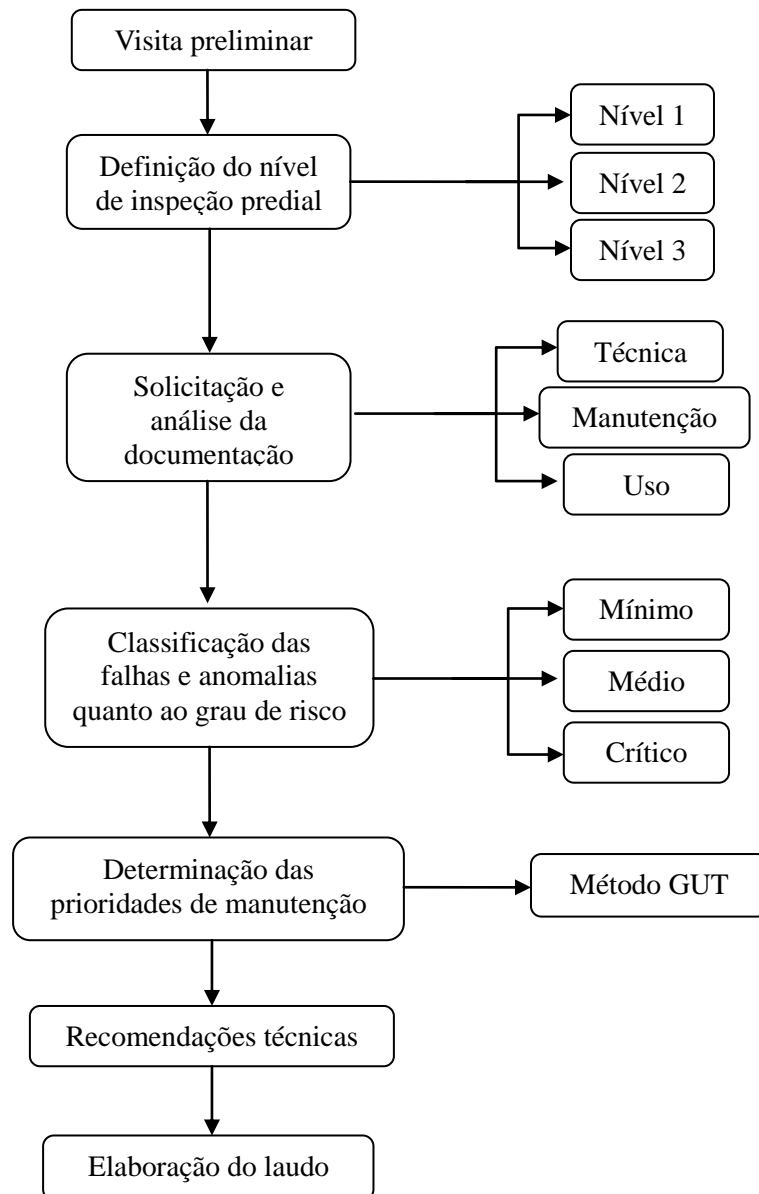 Visita preliminar
Definição do nível
de inspeção predial
Nível 1
Nível 2
Nível 3
Solicitação e
análise da
documentação
Técnica
Manutenção
Uso
Classificação das
falhas e anomalias
quanto ao grau de risco
Mínimo
Médio
Crítico
Determinação das
prioridades de manutenção
Método GUT
Recomendações técnicas
Elaboração do laudo